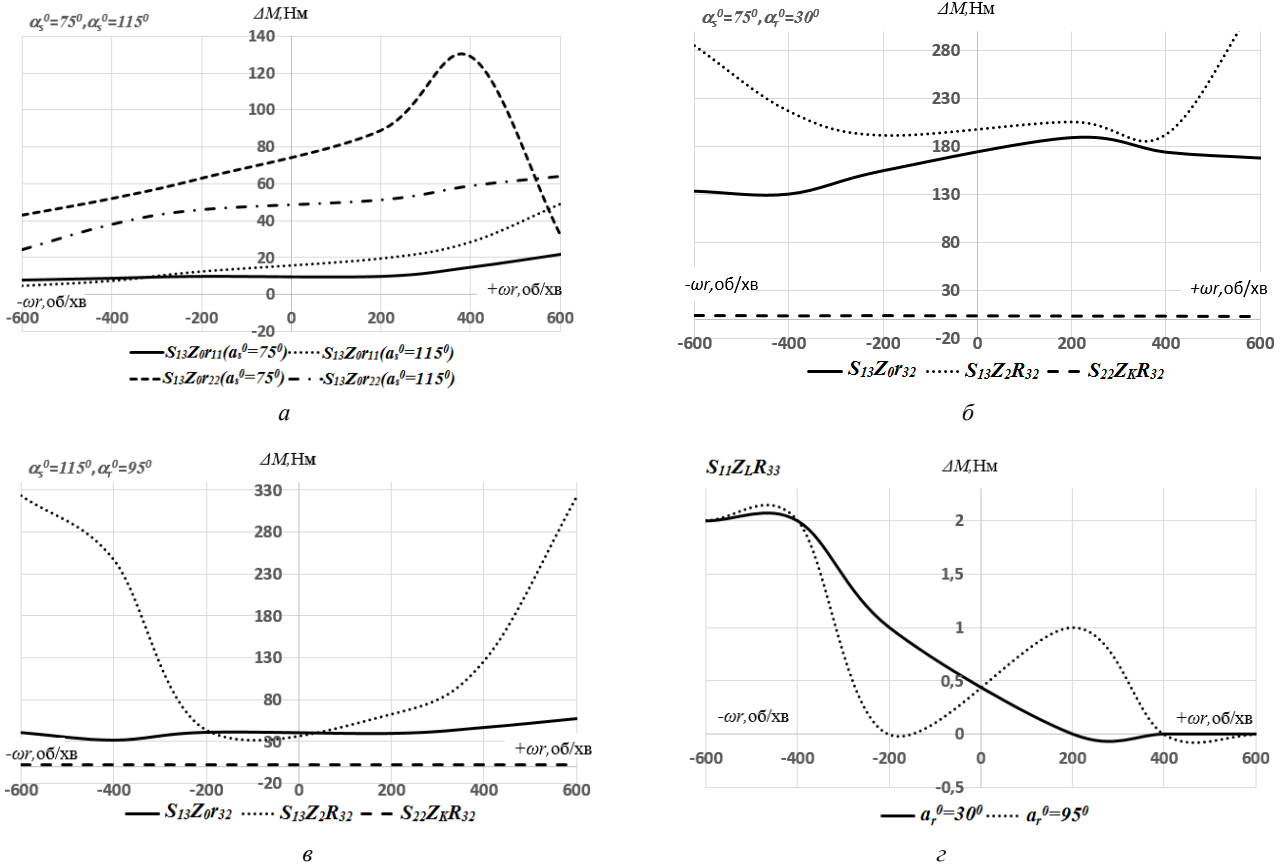 α_s^0=75^0,α_s^0=115^0
ΔM,Нм
140
120
100
80
60
40
20
0
-20
-ωr,об/хв
+ωr,об/хв
-600 -400 -200 0 200 400 600
S13Z0r11(a_s^0=75^0) S13Z0r11(a_s^0=115^0)
S13Z0r22(a_s^0=75^0) S13Z0r22(a_s^0=115^0)
а
α_s^0=75^0,α_r^0=30^0
ΔM,Нм
280
230
180
130
80
30
-20
-ωr,об/хв
+ωr,об/хв
-600 -400 -200 0 200 400 600
S13Z0r32 S13Z2R32 S22ZKR32
б
α_s^0=115^0,α_r^0=95^0
ΔM,Нм
330
280
230
180
130
80
30
-20
-ωr,об/хв
+ωr,об/хв
-600 -400 -200 0 200 400 600
S13Z0r32 S13Z2R32 S22ZKR32
в
S11ZLR33
ΔM,Нм
2
1,5
1
0,5
0
-0,5
-ωr,об/хв
+ωr,об/хв
-600 -400 -200 0 200 400 600
a_r^0=30^0 a_r^0=95^0
г